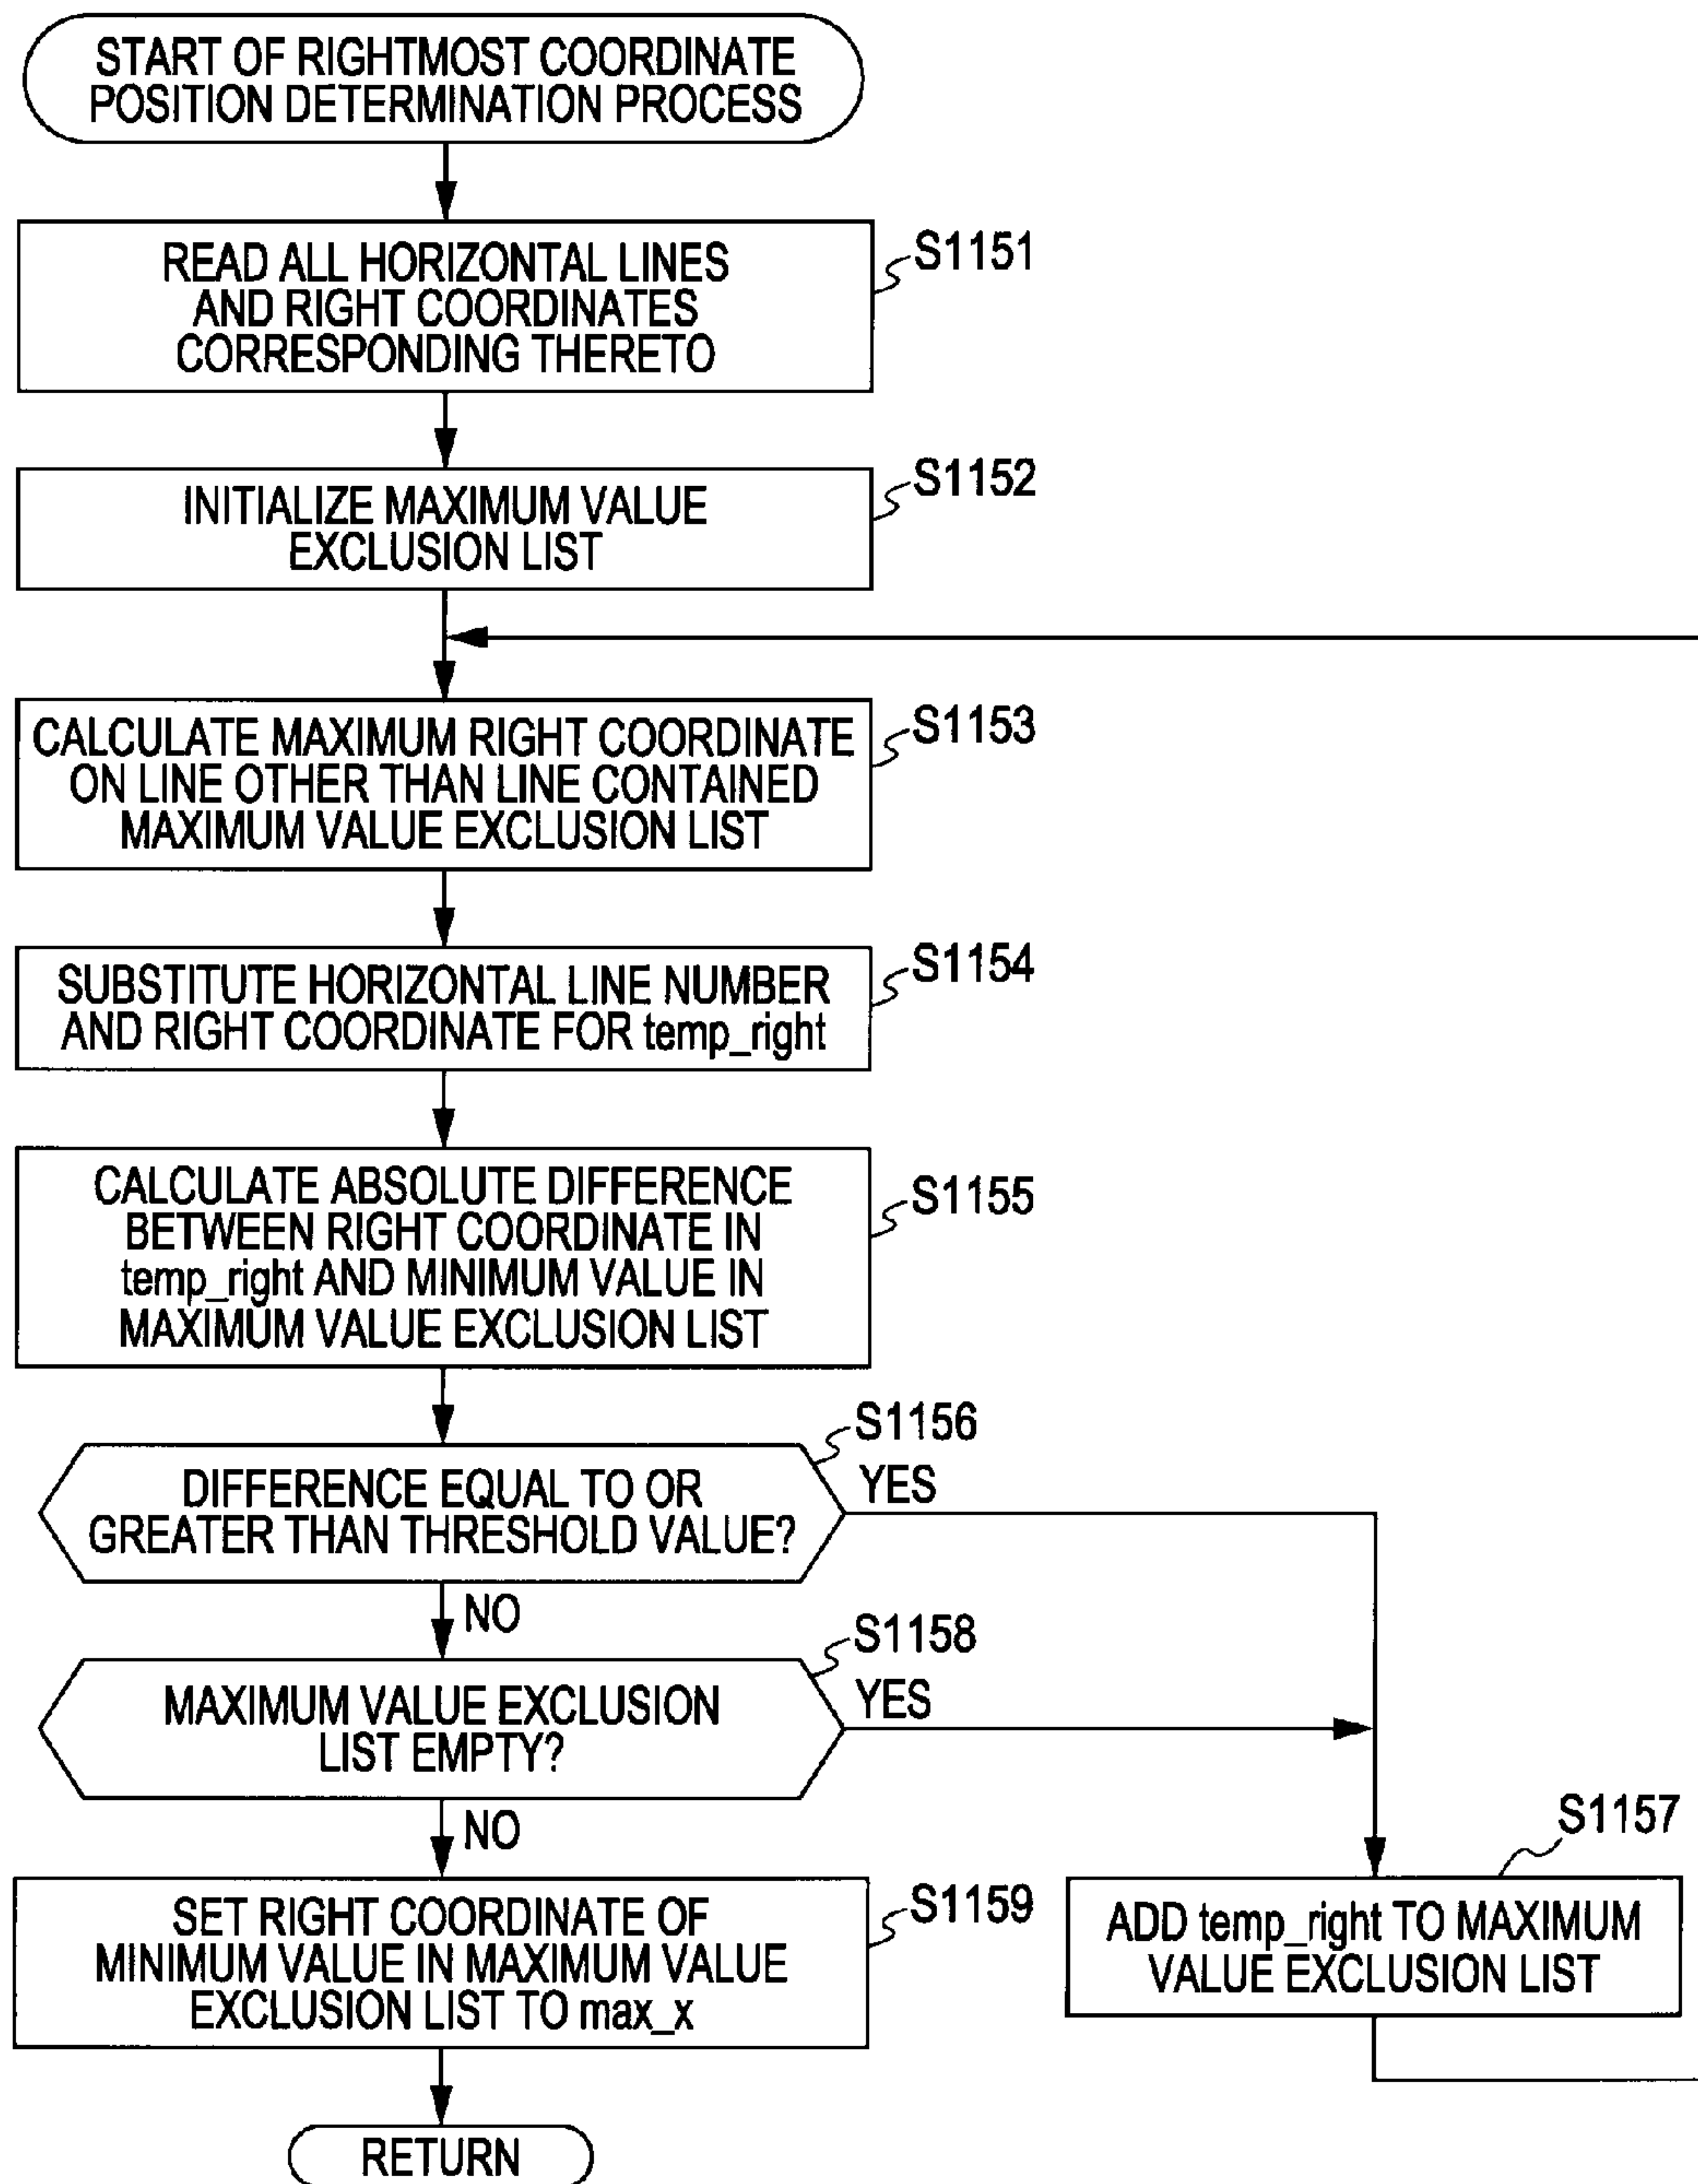 START OF RIGHTMOST COORDINATE
POSITION DETERMINATION PROCESS
READ ALL HORIZONTAL LINES
AND RIGHT COORDINATES
CORRESPONDING THERETO
S1151
INITIALIZE MAXIMUM VALUE
EXCLUSION LIST
S1152
CALCULATE MAXIMUM RIGHT COORDINATE
ON LINE OTHER THAN LINE CONTAINED
MAXIMUM VALUE EXCLUSION LIST
S1153
SUBSTITUTE HORIZONTAL LINE NUMBER
AND RIGHT COORDINATE FOR temp_right
S1154
CALCULATE ABSOLUTE DIFFERENCE
BETWEEN RIGHT COORDINATE IN
temp_right AND MINIMUM VALUE IN
MAXIMUM VALUE EXCLUSION LIST
S1155
DIFFERENCE EQUAL TO OR
GREATER THAN THRESHOLD VALUE?
S1156
YES
NO
MAXIMUM VALUE EXCLUSION
LIST EMPTY?
S1158
YES
NO
SET RIGHT COORDINATE OF
MINIMUM VALUE IN MAXIMUM VALUE
EXCLUSION LIST TO max_x
S1159
ADD temp_right TO MAXIMUM
VALUE EXCLUSION LIST
S1157
RETURN